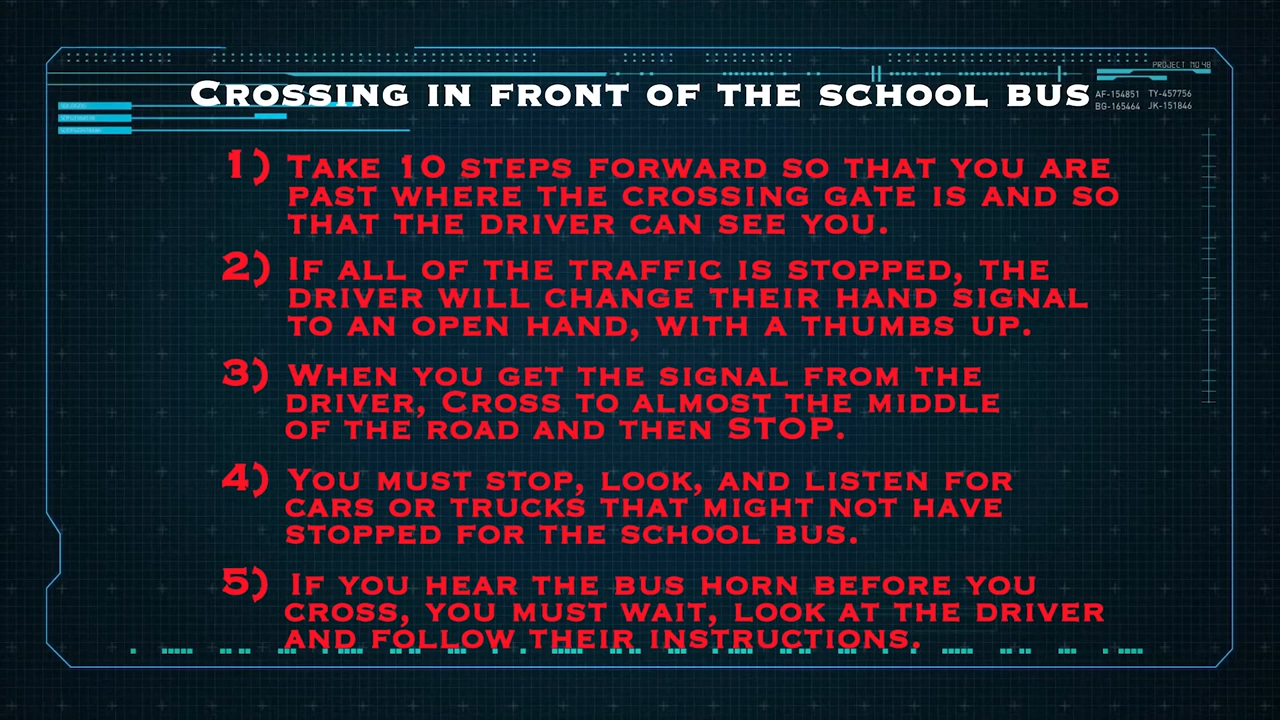 PROJECT NO 48
Crossing in front of the school bus
AF-154851 TY-457756
BG-165464 JK-151846
1) Take 10 steps forward so that you are
past where the crossing gate is and so
that the driver can see you.
2) If all of the traffic is stopped, the
driver will change their hand signal
to an open hand, with a thumbs up.
3) When you get the signal from the
driver, Cross to almost the middle
of the road and then STOP.
4) You must stop, look, and listen for
cars or trucks that might not have
stopped for the school bus.
5) If you hear the bus horn before you
cross, you must wait, look at the driver
and follow their instructions.